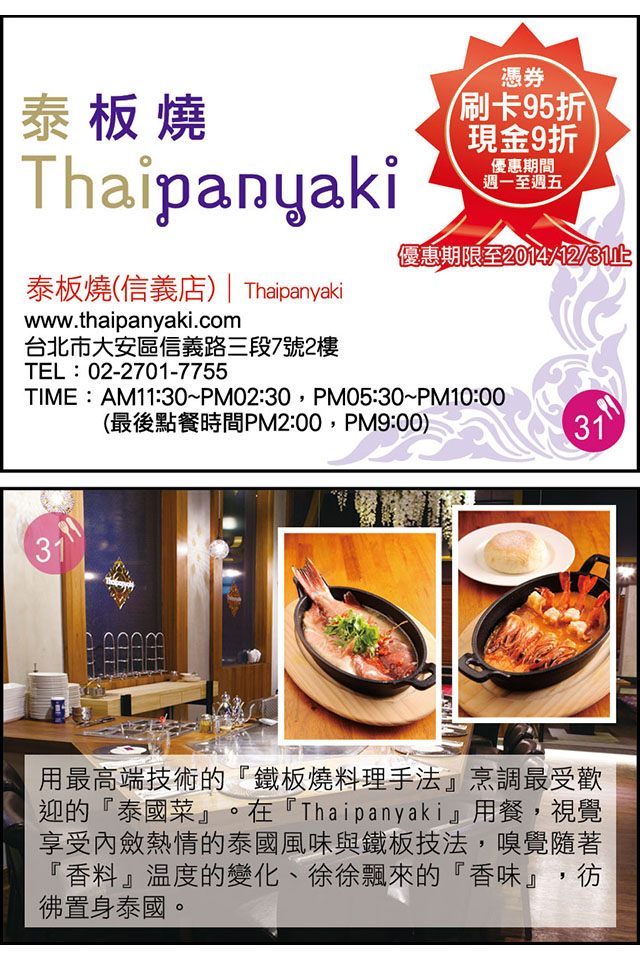 泰板燒
Thaipanyaki
憑券
刷卡95折
現金9折
優惠期間
週一至週五
優惠期限至2014/12/31止
泰板燒(信義店)｜Thaipanyaki
www.thaipanyaki.com
台北市大安區信義路三段7號2樓
TEL：02-2701-7755
TIME：AM11:30~PM02:30，PM05:30~PM10:00
(最後點餐時間PM2:00，PM9:00)
31
31
Thaipanyaki
用最高端技術的『鐵板燒料理手法』烹調最受歡
迎的『泰國菜』。在『Thaipanyaki』用餐，視覺
享受內斂熱情的泰國風味與鐵板技法，嗅覺隨著
『香料』溫度的變化、徐徐飄來的『香味』，彷
彿置身泰國。